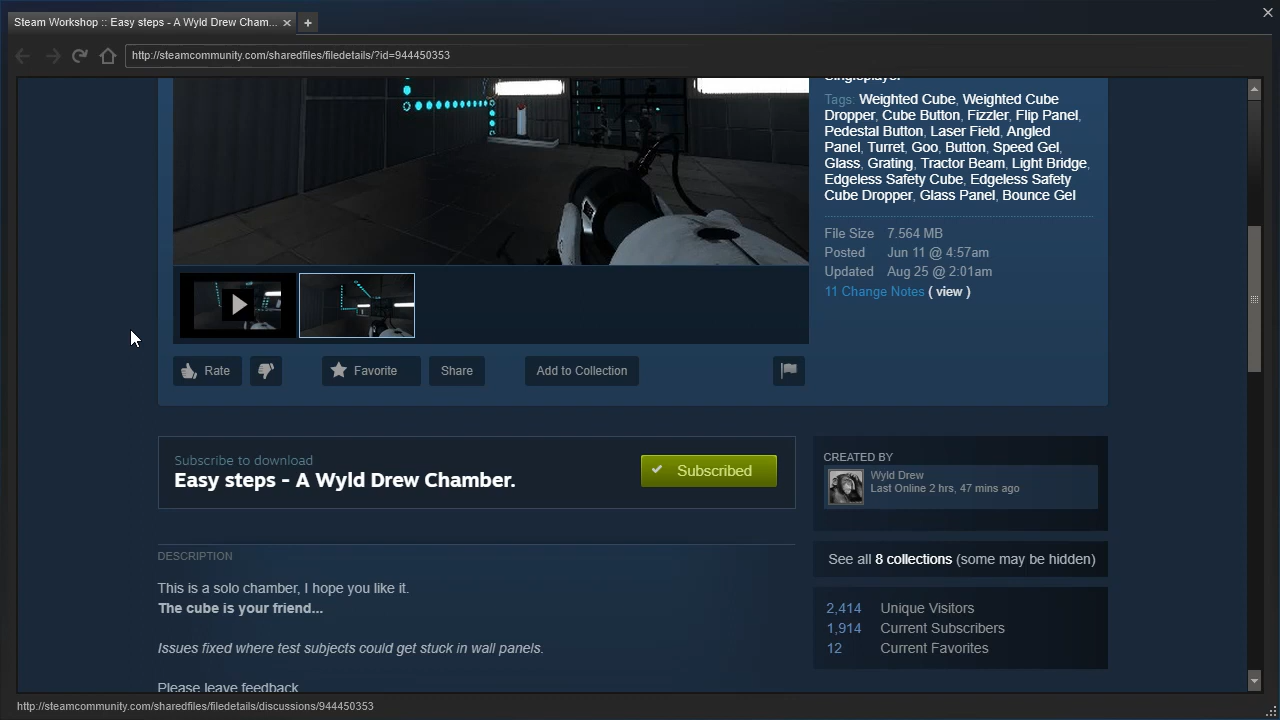 Steam Workshop :: Easy steps - A Wyld Drew Cham...
http://steamcommunity.com/sharedfiles/filedetails/?id=944450353
Singleplayer
Tags: Weighted Cube, Weighted Cube
Dropper, Cube Button, Fizzler, Flip Panel,
Pedestal Button, Laser Field, Angled
Panel, Turret, Goo, Button, Speed Gel,
Glass, Grating, Tractor Beam, Light Bridge,
Edgeless Safety Cube, Edgeless Safety
Cube Dropper, Glass Panel, Bounce Gel
File Size 7.564 MB
Posted Jun 11 @ 4:57am
Updated Aug 25 @ 2:01am
11 Change Notes ( view )
Rate
Favorite
Share
Add to Collection
Subscribe to download
Easy steps - A Wyld Drew Chamber.
Subscribed
CREATED BY
Wyld Drew
Last Online 2 hrs, 47 mins ago
DESCRIPTION
This is a solo chamber, I hope you like it.
The cube is your friend...
Issues fixed where test subjects could get stuck in wall panels.
Please leave feedback
See all 8 collections (some may be hidden)
2,414 Unique Visitors
1,914 Current Subscribers
12 Current Favorites
http://steamcommunity.com/sharedfiles/filedetails/discussions/944450353